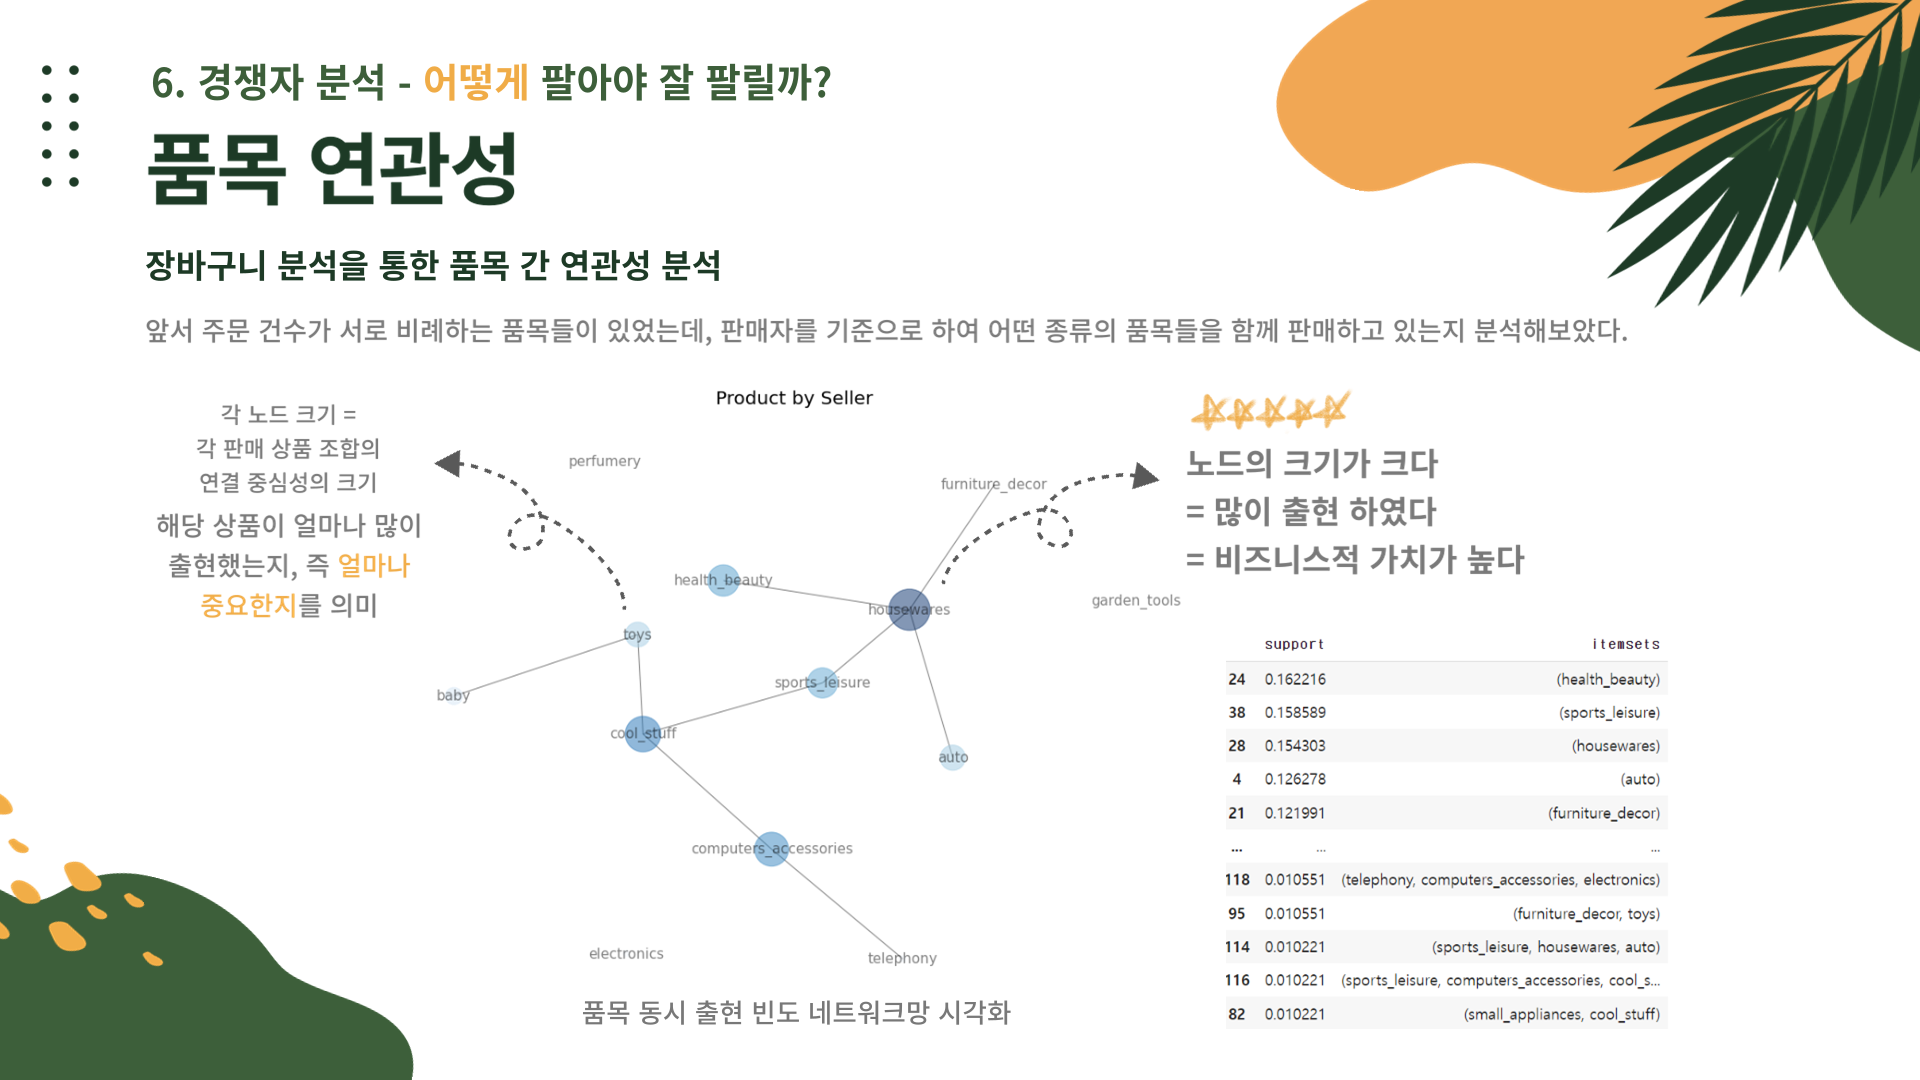 6. 경쟁자 분석 - 어떻게 팔아야 잘 팔릴까?
품목 연관성
장바구니 분석을 통한 품목 간 연관성 분석
앞서 주문 건수가 서로 비례하는 품목들이 있었는데, 판매자를 기준으로 하여 어떤 종류의 품목들을 함께 판매하고 있는지 분석해보았다.
각 노드 크기 =
각 판매 상품 조합의
연결 중심성의 크기
해당 상품이 얼마나 많이
출현했는지, 즉 얼마나
중요한지를 의미
Product by Seller
perfumery
furniture_decor
health_beauty
housewares
garden_tools
toys
sports_leisure
baby
cool_stuff
auto
computers_accessories
electronics
telephony
품목 동시 출현 빈도 네트워크망 시각화
노드의 크기가 크다
= 많이 출현 하였다
= 비즈니스적 가치가 높다
support itemsets
24 0.162216 (health_beauty)
38 0.158589 (sports_leisure)
28 0.154303 (housewares)
4 0.126278 (auto)
21 0.121991 (furniture_decor)
... ... ...
118 0.010551 (telephony, computers_accessories, electronics)
95 0.010551 (furniture_decor, toys)
114 0.010221 (sports_leisure, housewares, auto)
116 0.010221 (sports_leisure, computers_accessories, cool_s...
82 0.010221 (small_appliances, cool_stuff)